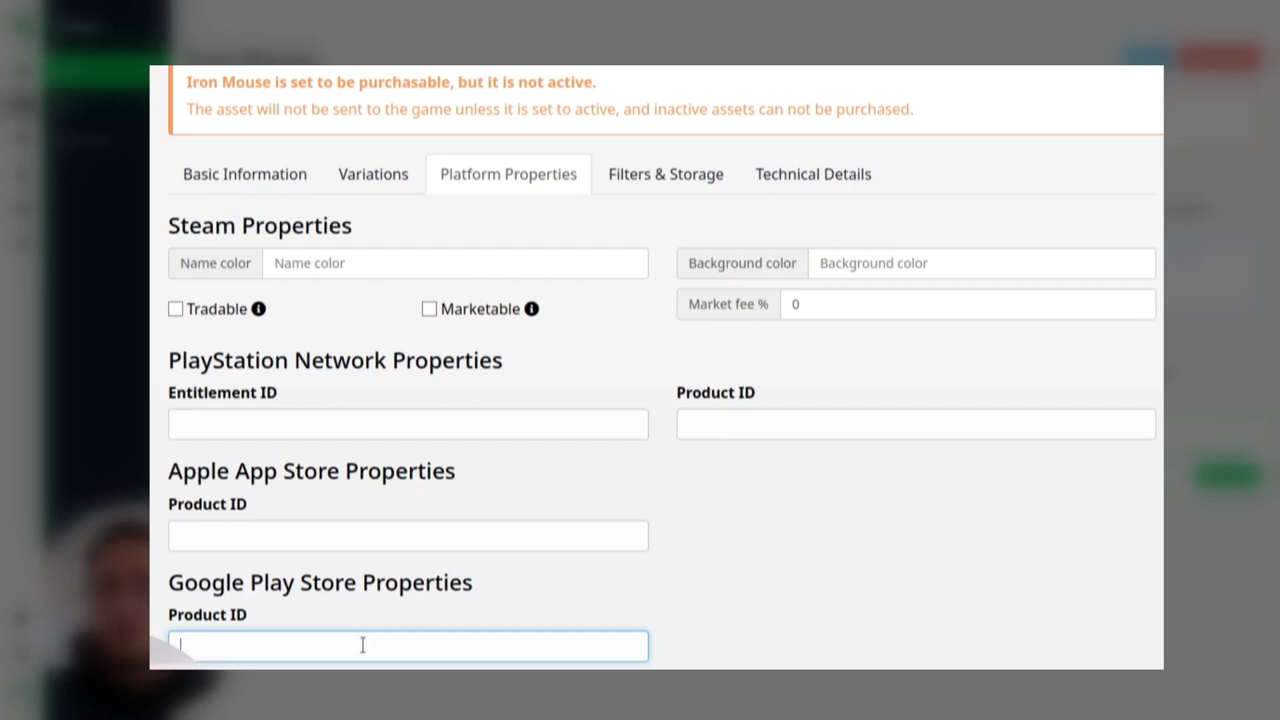 Iron Mouse is set to be purchasable, but it is not active.
The asset will not be sent to the game unless it is set to active, and inactive assets can not be purchased.
Basic Information Variations Platform Properties Filters & Storage Technical Details
Steam Properties
Name color Name color Background color Background color
Tradable Marketable Market fee % 0
PlayStation Network Properties
Entitlement ID Product ID
Apple App Store Properties
Product ID
Google Play Store Properties
Product ID